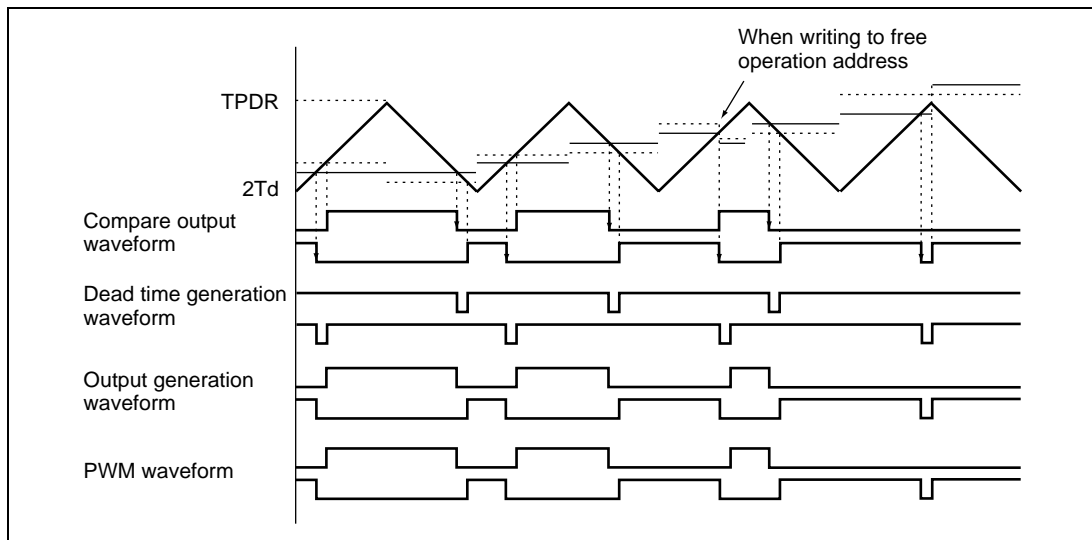 When writing to free
operation address
TPDR
2Td
Compare output
waveform
Dead time generation
waveform
Output generation
waveform
PWM waveform